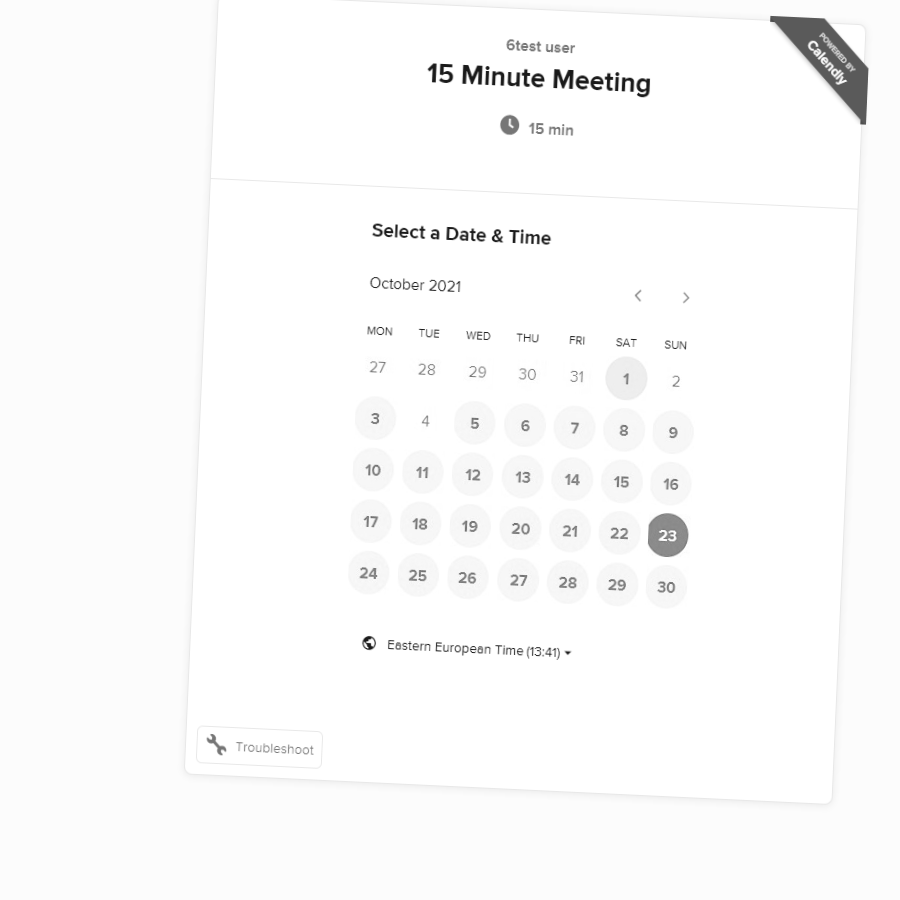 6test user
15 Minute Meeting
15 min
POWERED BY
Calendly
Select a Date & Time
October 2021
MON TUE WED THU FRI SAT SUN
27 28 29 30 31 1 2
3 4 5 6 7 8 9
10 11 12 13 14 15 16
17 18 19 20 21 22 23
24 25 26 27 28 29 30
Eastern European Time (13:41)
Troubleshoot